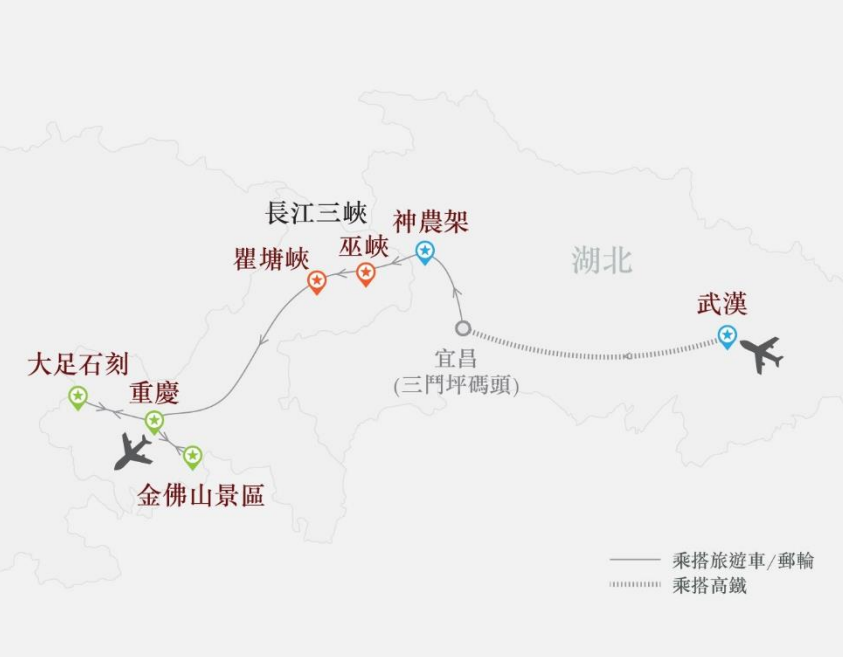 長江三峽
神農架
巫峽
瞿塘峽
湖北
武漢
宜昌
(三鬥坪碼頭)
大足石刻
重慶
金佛山景區
乘搭旅遊車/郵輪
乘搭高鐵